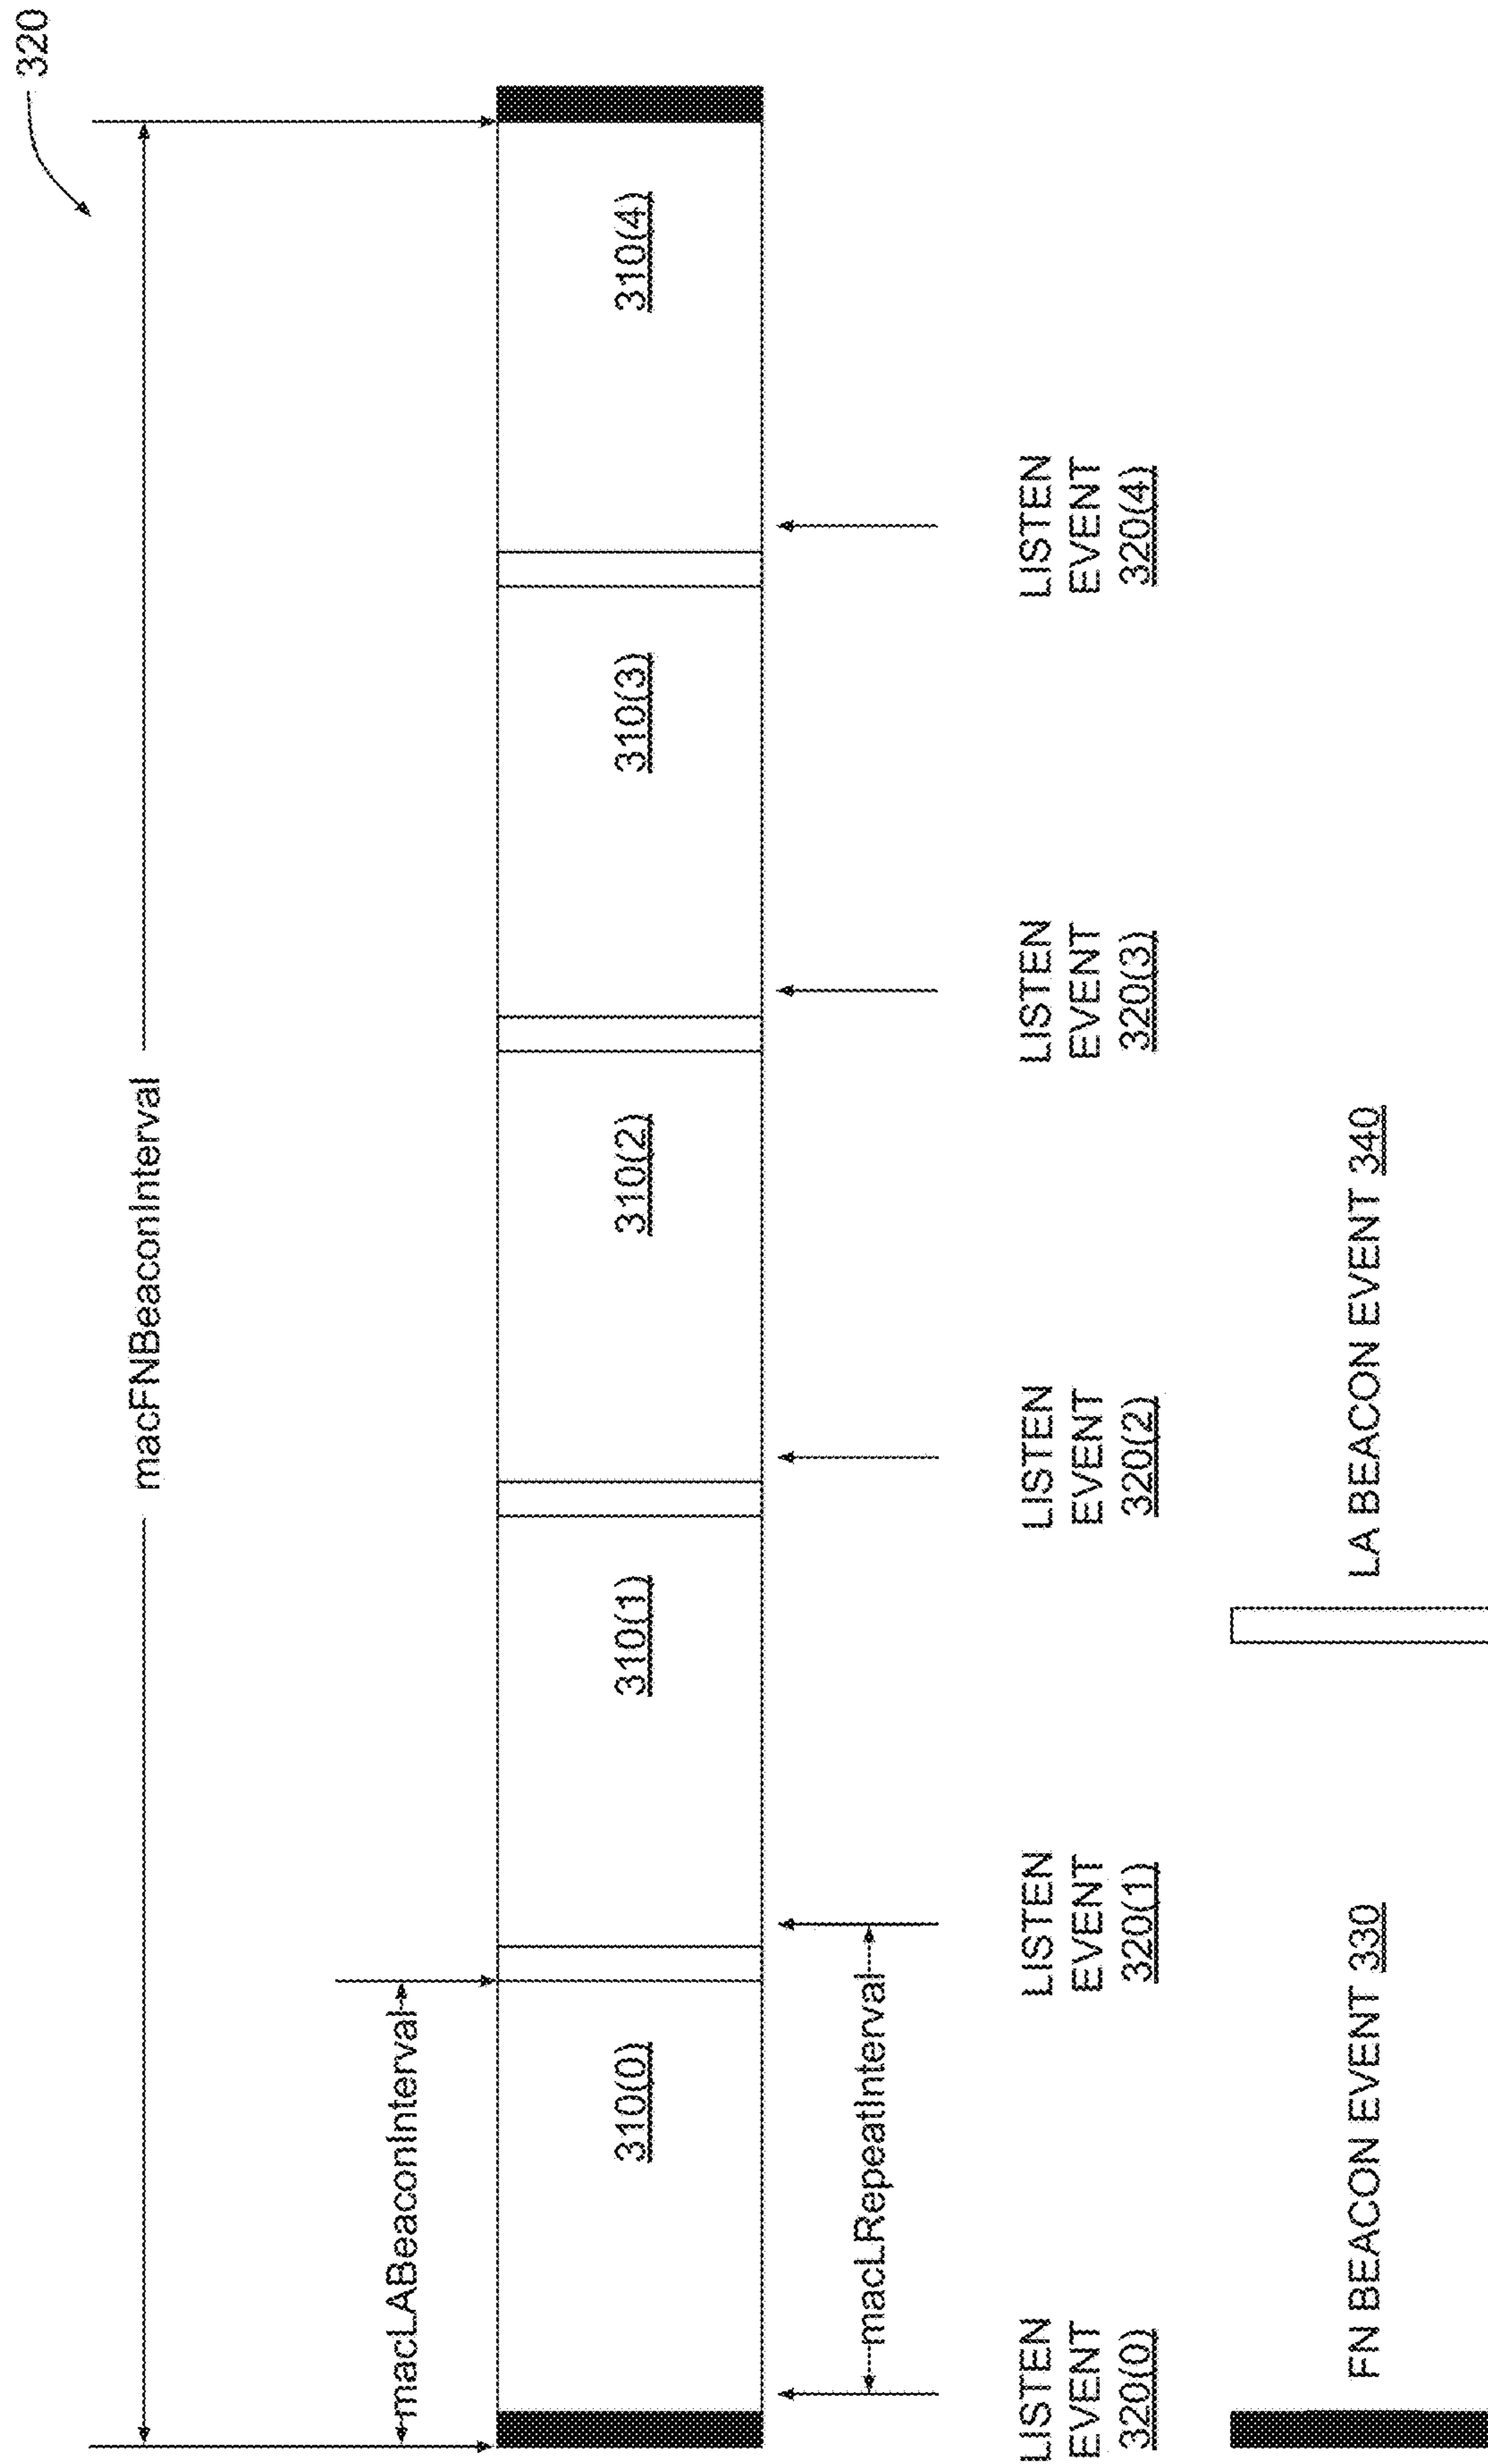 320
macFNBeaconInterval
macLABeaconInterval
310(0)
310(1)
310(2)
310(3)
310(4)
macLRepeatInterval
LISTEN
EVENT
320(0)
LISTEN
EVENT
320(1)
LISTEN
EVENT
320(2)
LISTEN
EVENT
320(3)
LISTEN
EVENT
320(4)
FN BEACON EVENT 330
LA BEACON EVENT 340